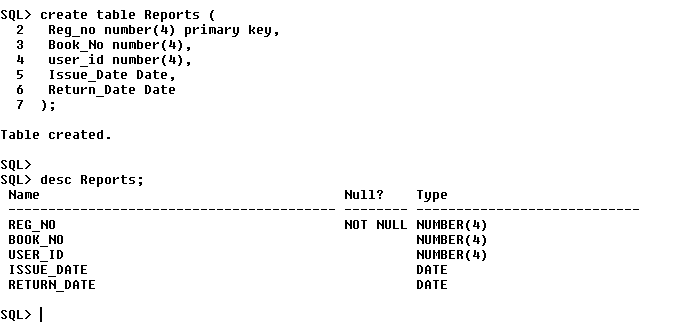 SQL> create table Reports (
  2   Reg_no number(4) primary key,
  3   Book_No number(4),
  4   user_id number(4),
  5   Issue_Date Date,
  6   Return_Date Date
  7  );
Table created.
SQL>
SQL> desc Reports;
 Name                                      Null?    Type
 ----------------------------------------- -------- ----------------------------
 REG_NO                                    NOT NULL NUMBER(4)
 BOOK_NO                                            NUMBER(4)
 USER_ID                                            NUMBER(4)
 ISSUE_DATE                                         DATE
 RETURN_DATE                                        DATE
SQL>